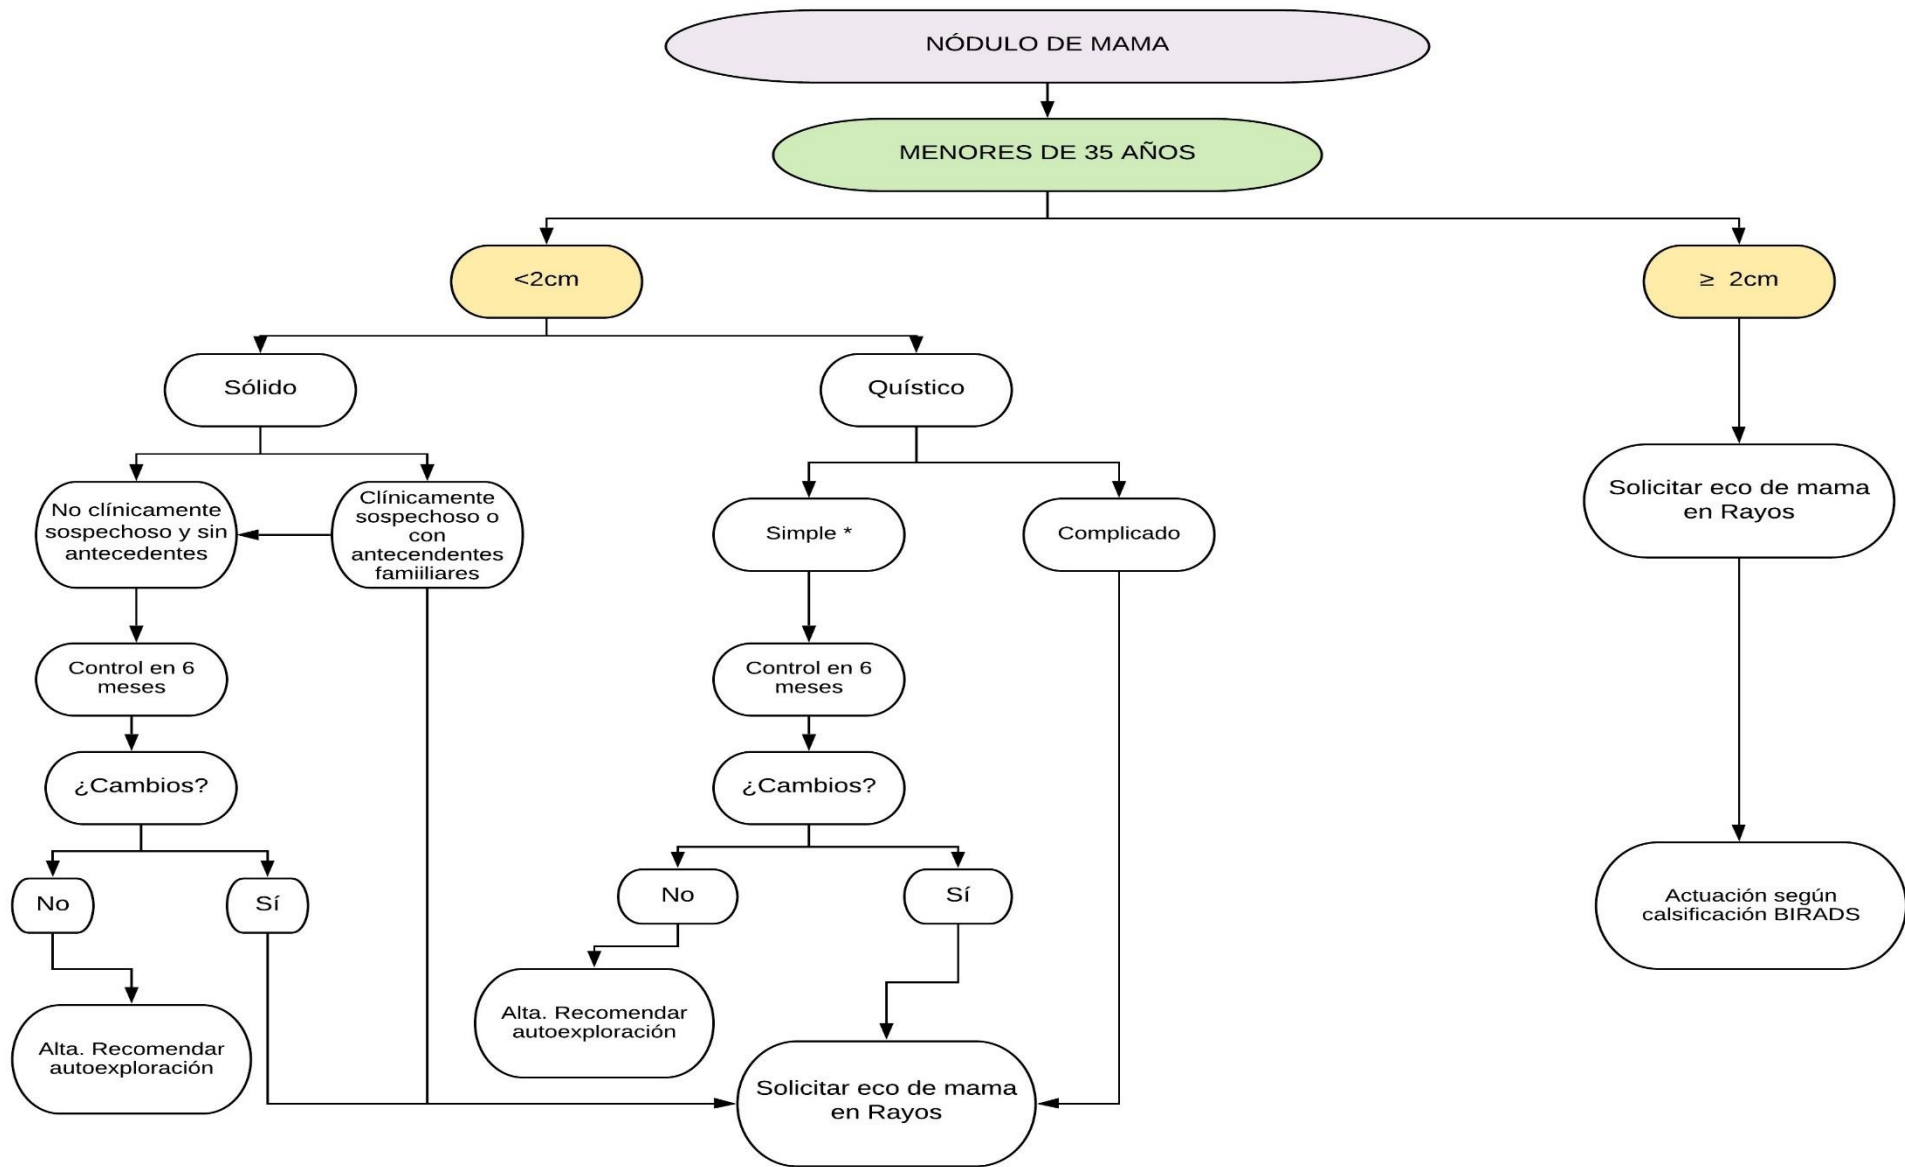 NÓDULO DE MAMA
MENORES DE 35 AÑOS
<2cm
≥ 2cm
Sólido
Quístico
No clínicamente
sospechoso y sin
antecedentes
Clínicamente
sospechoso o
con
antecendentes
famiiliares
Simple *
Complicado
Solicitar eco de mama
en Rayos
Control en 6
meses
Control en 6
meses
¿Cambios?
¿Cambios?
No
Sí
No
Sí
Actuación según
calsificación BIRADS
Alta. Recomendar
autoexploración
Alta. Recomendar
autoexploración
Solicitar eco de mama
en Rayos